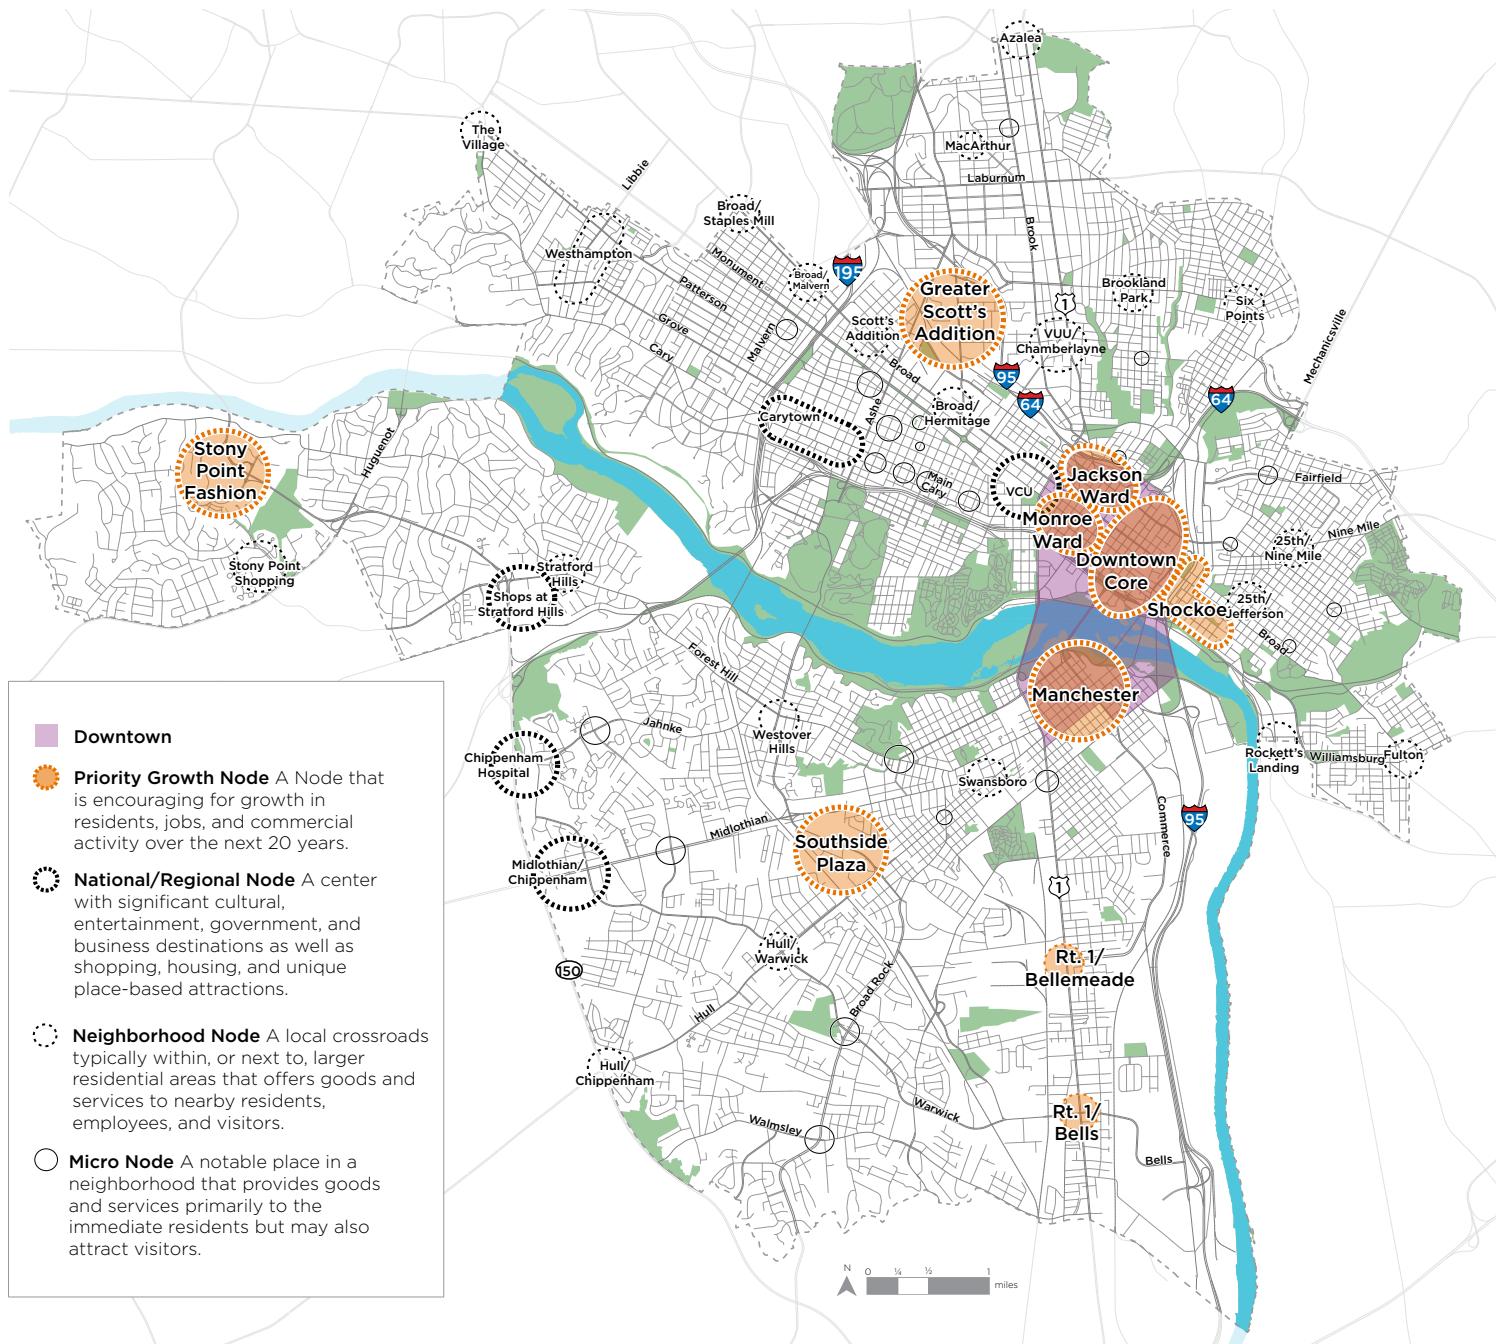 Azalea
The
Village
MacArthur
Laburnum
Libbie
Broad/
Staples Mill
Brook
Westhampton
Monument
Broad/
Malvern
195
Patterson
Greater
Scott's
Addition
Brookland
Park
Six
Points
1
Grove
Scott's
Addition
VUU/
Chamberlayne
Malvern
Cary
Mechanicsville
Broad
95
64
64
Carytown
Ashe
Broad/
Hermitage
Huguenot
Stony
Point
Fashion
Main
Cary
VCU
Jackson
Ward
Fairfield
Monroe
Ward
Nine Mile
25th/
Nine Mile
Downtown
Core
Stony Point
Shopping
Stratford
Hills
Shops at
Stratford Hills
Shockoe
25th/
Jefferson
Broad
Forest Hill
Manchester
Jahnke
Westover
Hills
Chippenham
Hospital
Rockett's
Landing
Williamsburg
Fulton
Swansboro
Commerce
95
Midlothian
Southside
Plaza
Midlothian/
Chippenham
1
Hull/
Warwick
Rt. 1/
Bellemeade
150
Broad Rock
Hull
Hull/
Chippenham
Warwick
Walmsley
Rt. 1/
Bells
Bells
Downtown
Priority Growth Node A Node that
is encouraging for growth in
residents, jobs, and commercial
activity over the next 20 years.
National/Regional Node A center
with significant cultural,
entertainment, government, and
business destinations as well as
shopping, housing, and unique
place-based attractions.
Neighborhood Node A local crossroads
typically within, or next to, larger
residential areas that offers goods and
services to nearby residents,
employees, and visitors.
Micro Node A notable place in a
neighborhood that provides goods
and services primarily to the
immediate residents but may also
attract visitors.
N
0 ¼ ½ 1
miles